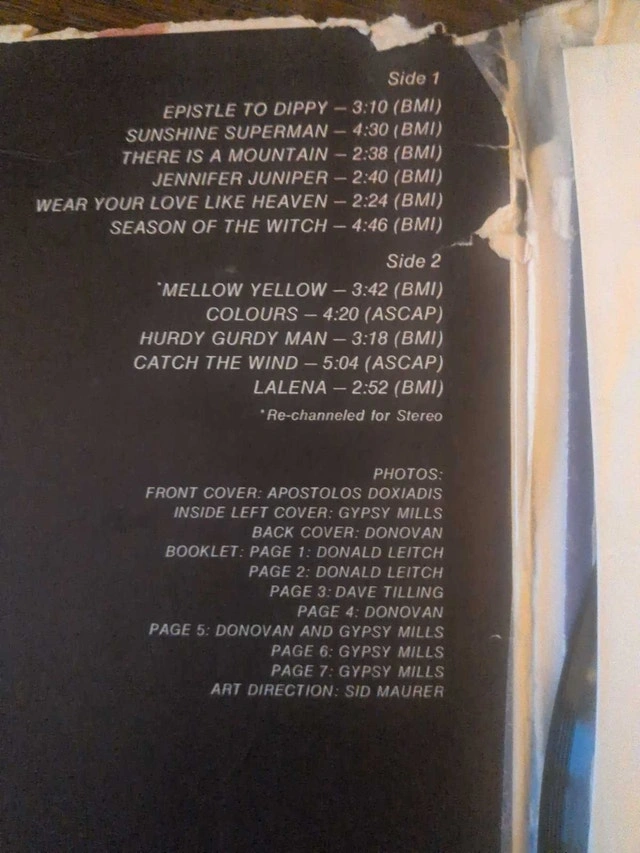 Side 1
EPISTLE TO DIPPY – 3:10 (BMI)
SUNSHINE SUPERMAN – 4:30 (BMI)
THERE IS A MOUNTAIN – 2:38 (BMI)
JENNIFER JUNIPER – 2:40 (BMI)
WEAR YOUR LOVE LIKE HEAVEN – 2:24 (BMI)
SEASON OF THE WITCH – 4:46 (BMI)
Side 2
*MELLOW YELLOW – 3:42 (BMI)
COLOURS – 4:20 (ASCAP)
HURDY GURDY MAN – 3:18 (BMI)
CATCH THE WIND – 5:04 (ASCAP)
LALENA – 2:52 (BMI)
*Re-channeled for Stereo
PHOTOS:
FRONT COVER: APOSTOLOS DOXIADIS
INSIDE LEFT COVER: GYPSY MILLS
BACK COVER: DONOVAN
BOOKLET: PAGE 1: DONALD LEITCH
PAGE 2: DONALD LEITCH
PAGE 3: DAVE TILLING
PAGE 4: DONOVAN
PAGE 5: DONOVAN AND GYPSY MILLS
PAGE 6: GYPSY MILLS
PAGE 7: GYPSY MILLS
ART DIRECTION: SID MAURER